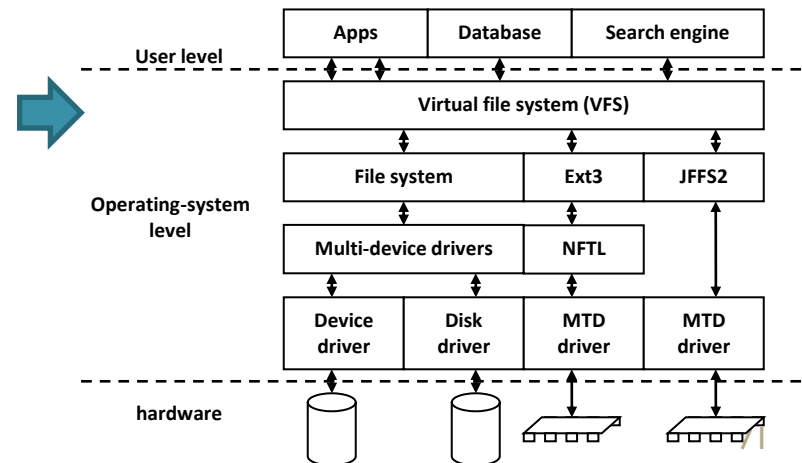 Apps Database Search engine
User level
Virtual file system (VFS)
File system Ext3 JFFS2
Operating-system
level
Multi-device drivers NFTL
Device Disk MTD MTD
driver driver driver driver
hardware